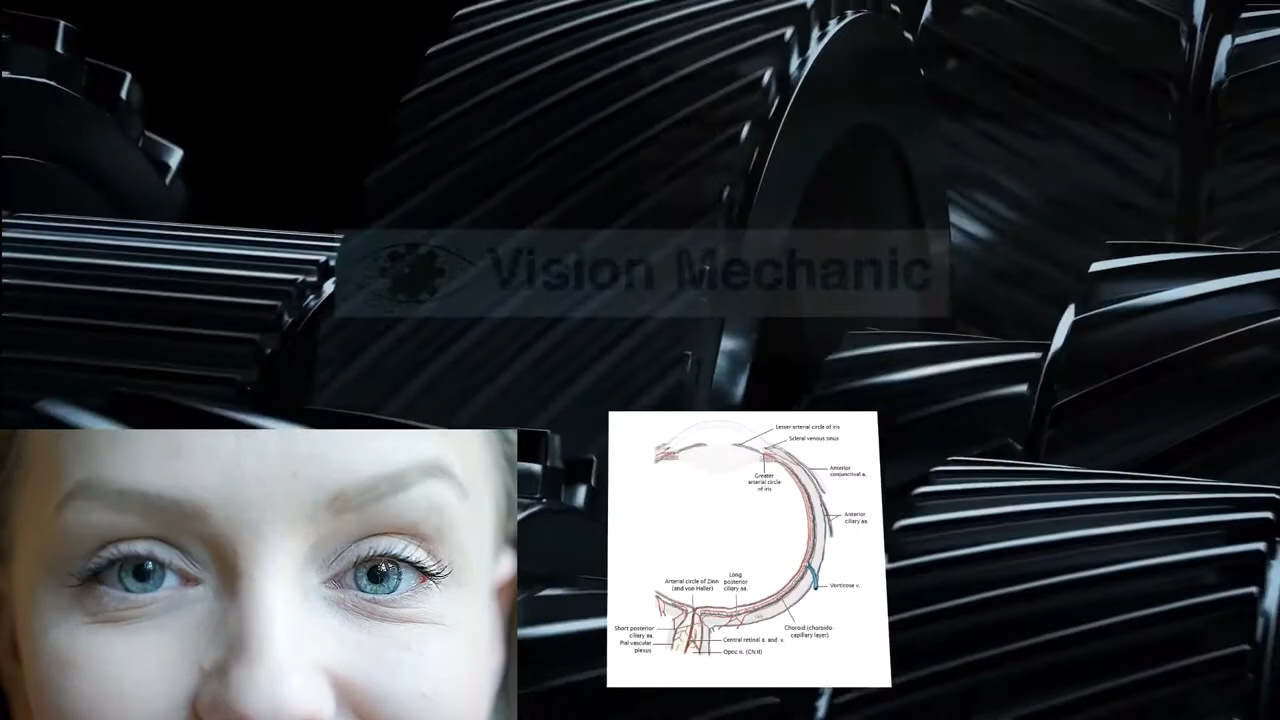 Vision Mechanic
Lesser arterial circle of iris
Scleral venous sinus
Greater
arterial circle
of iris
Anterior
conjunctival a.
Anterior
ciliary aa.
Vorticose v.
Long
posterior
ciliary aa.
Arterial circle of Zinn
(and von Haller)
Choroid (choroido-
capillary layer)
Short posterior
ciliary aa.
Pial vascular
plexus
Central retinal a. and v.
Optic n. (CN II)